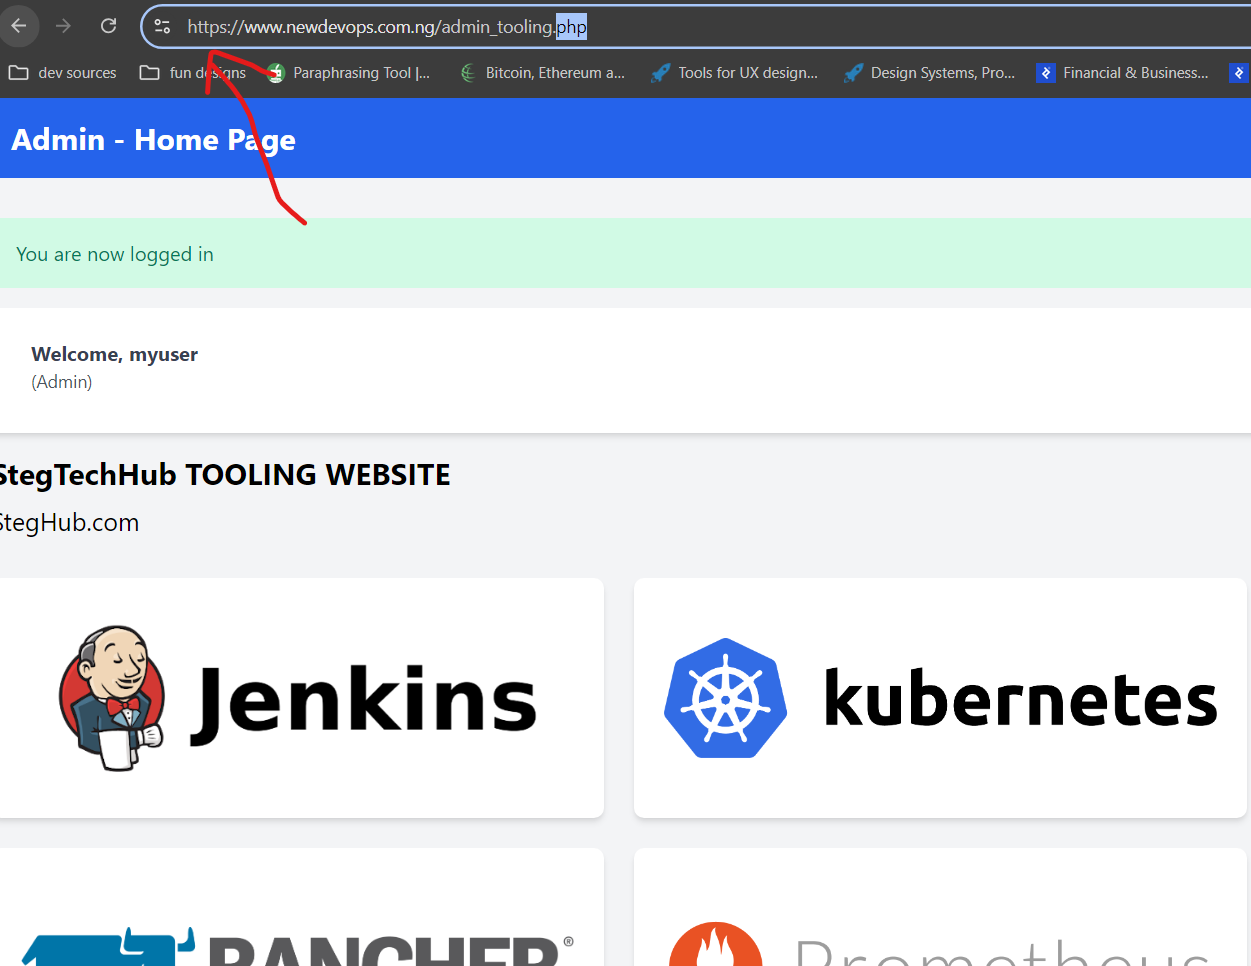 https://www.newdevops.com.ng/admin_tooling.php
dev sources fun designs Paraphrasing Tool |... Bitcoin, Ethereum a... Tools for UX design... Design Systems, Pro... Financial & Business...
Admin - Home Page
You are now logged in
Welcome, myuser
(Admin)
StegTechHub TOOLING WEBSITE
StegHub.com
Jenkins kubernetes
RANCHER® Prometheus